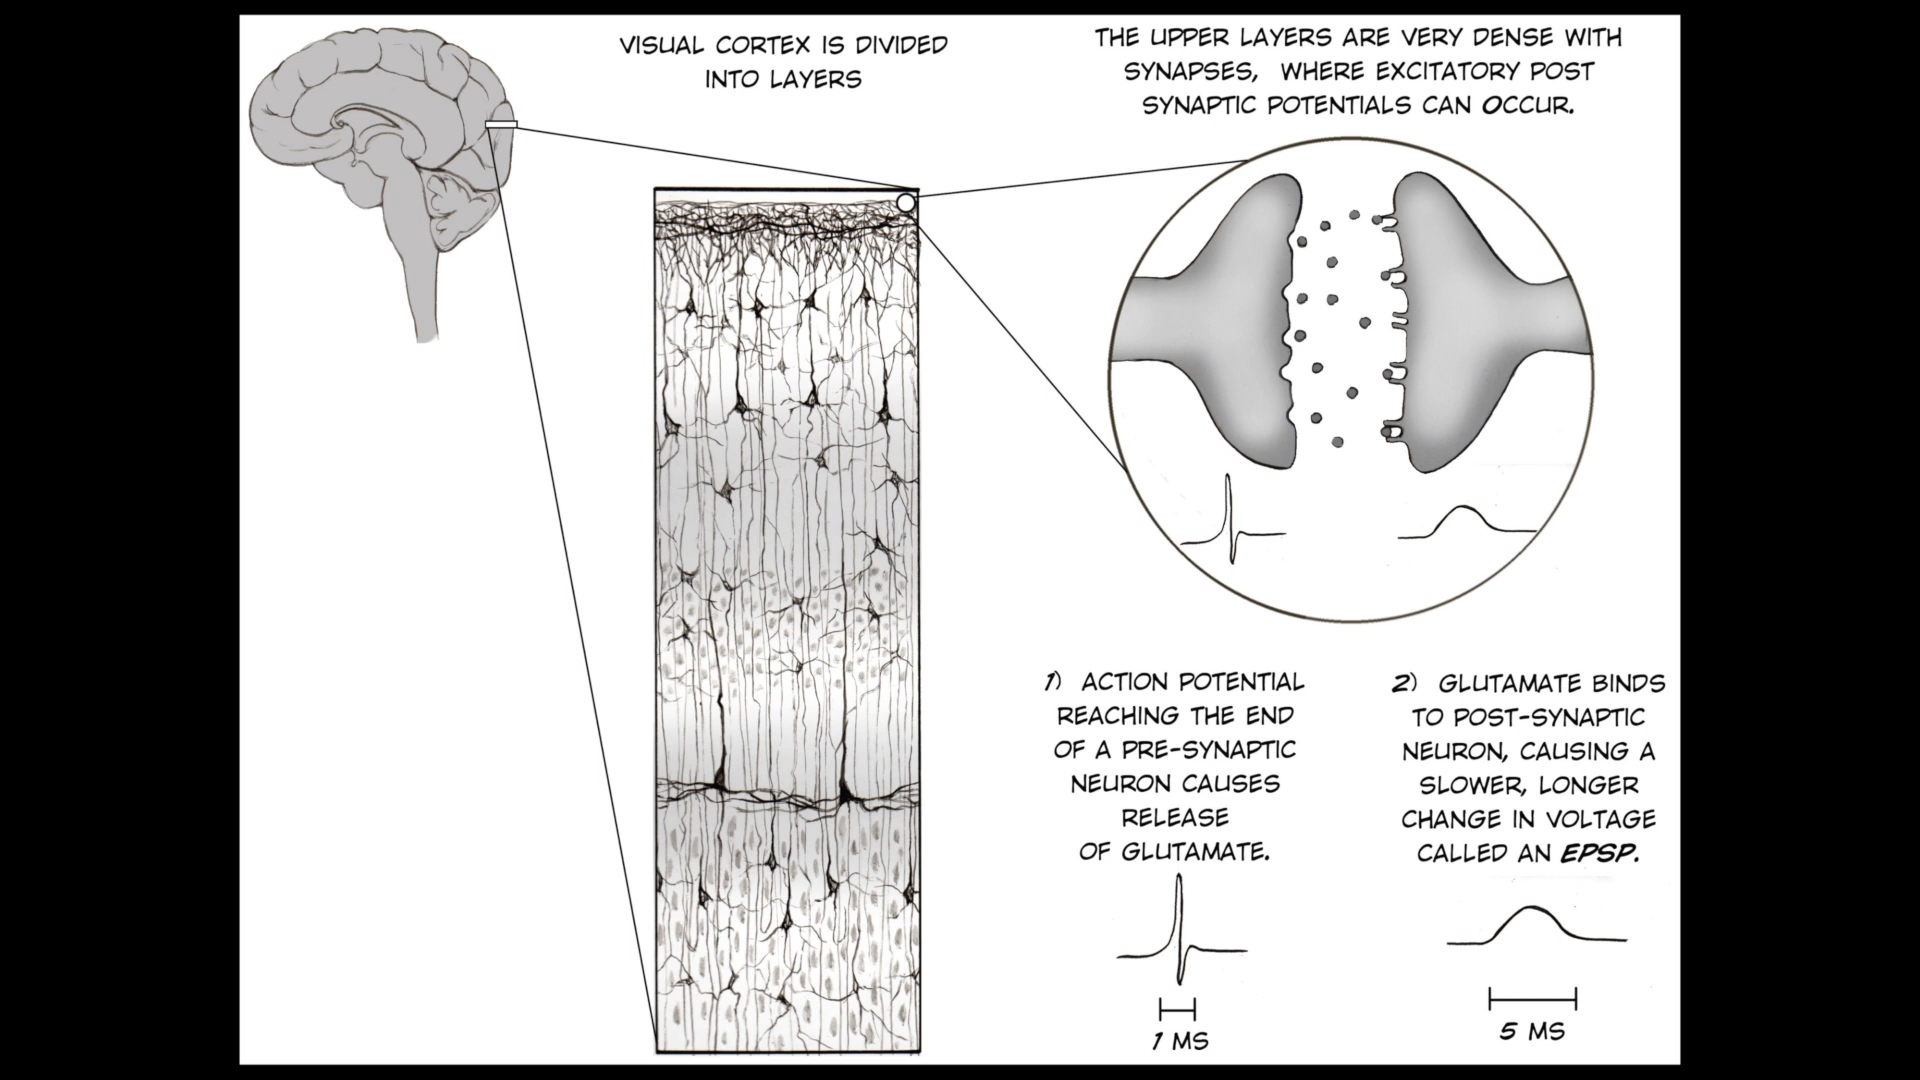 VISUAL CORTEX IS DIVIDED
INTO LAYERS
THE UPPER LAYERS ARE VERY DENSE WITH
SYNAPSES, WHERE EXCITATORY POST
SYNAPTIC POTENTIALS CAN OCCUR.
1) ACTION POTENTIAL
REACHING THE END
OF A PRE-SYNAPTIC
NEURON CAUSES
RELEASE
OF GLUTAMATE.
1 MS
2) GLUTAMATE BINDS
TO POST-SYNAPTIC
NEURON, CAUSING A
SLOWER, LONGER
CHANGE IN VOLTAGE
CALLED AN EPSP.
5 MS